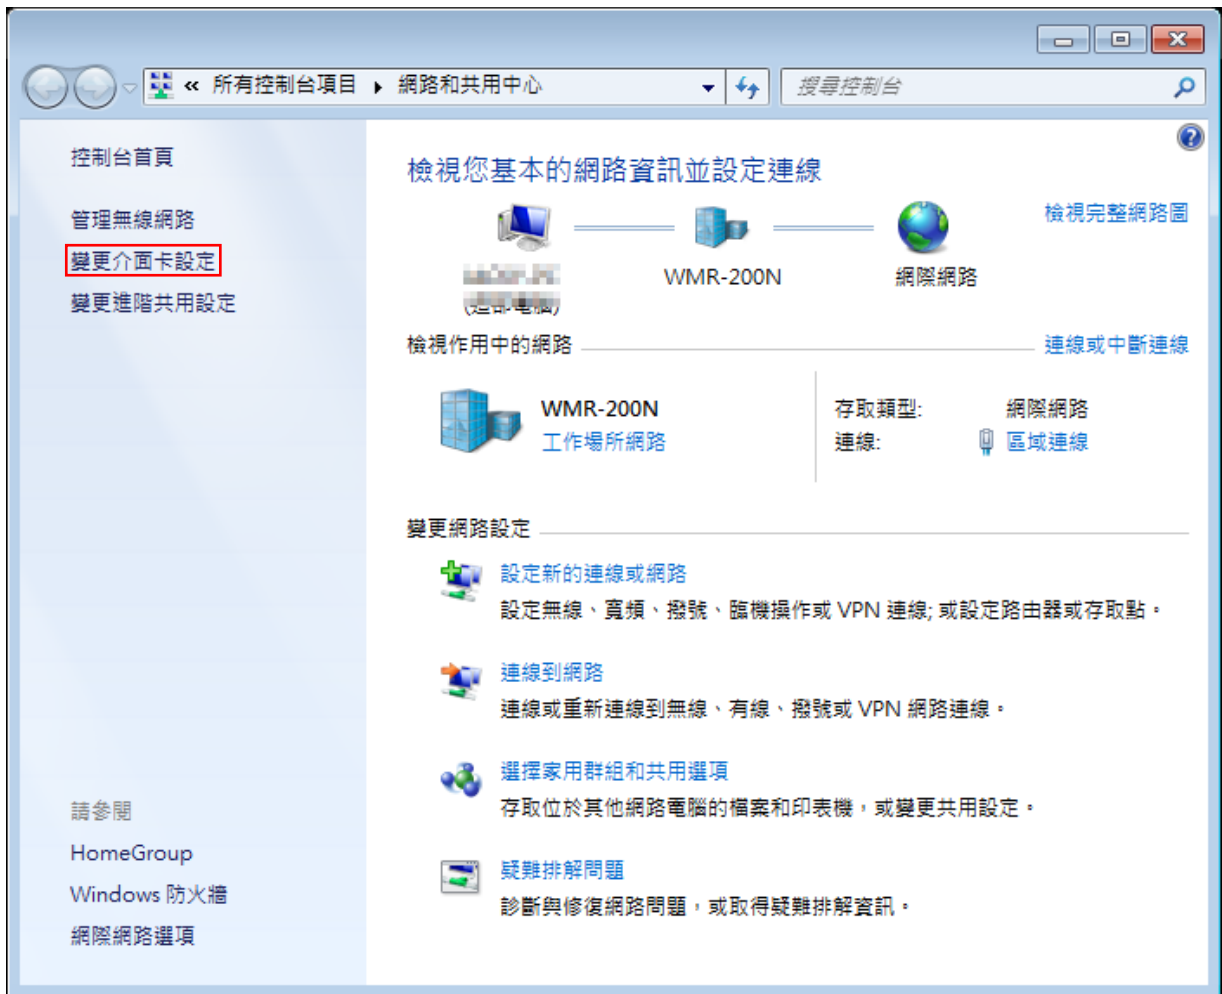 « 所有控制台項目 ▸ 網路和共用中心
搜尋控制台
控制台首頁
管理無線網路
變更介面卡設定
變更進階共用設定
請參閱
HomeGroup
Windows 防火牆
網際網路選項
檢視您基本的網路資訊並設定連線
檢視完整網路圖
WMR-200N
網際網路
(這部電腦)
檢視作用中的網路
連線或中斷連線
WMR-200N
工作場所網路
存取類型: 網際網路
連線: 區域連線
變更網路設定
設定新的連線或網路
設定無線、寬頻、撥號、臨機操作或 VPN 連線; 或設定路由器或存取點。
連線到網路
連線或重新連線到無線、有線、撥號或 VPN 網路連線。
選擇家用群組和共用選項
存取位於其他網路電腦的檔案和印表機，或變更共用設定。
疑難排解問題
診斷與修復網路問題，或取得疑難排解資訊。